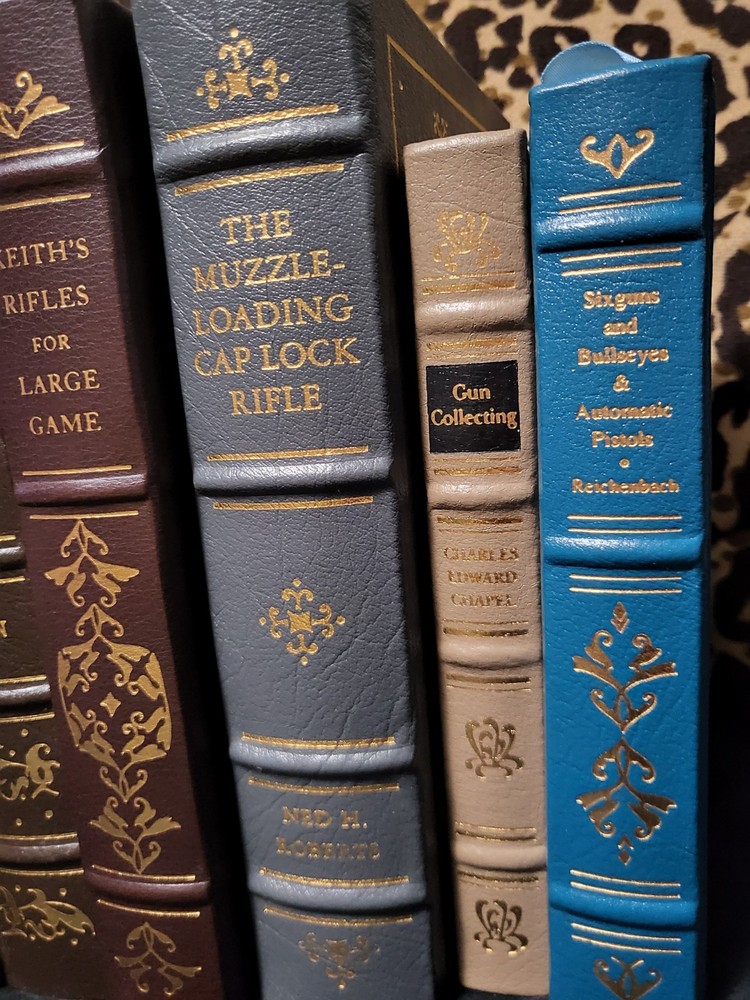 KEITH'S
RIFLES
FOR
LARGE
GAME
THE
MUZZLE-
LOADING
CAP LOCK
RIFLE
NED H.
ROBERTS
Gun
Collecting
CHARLES
EDWARD
CHAPEL
Sixguns
and
Bullseyes
&
Automatic
Pistols
•
Reichenbach